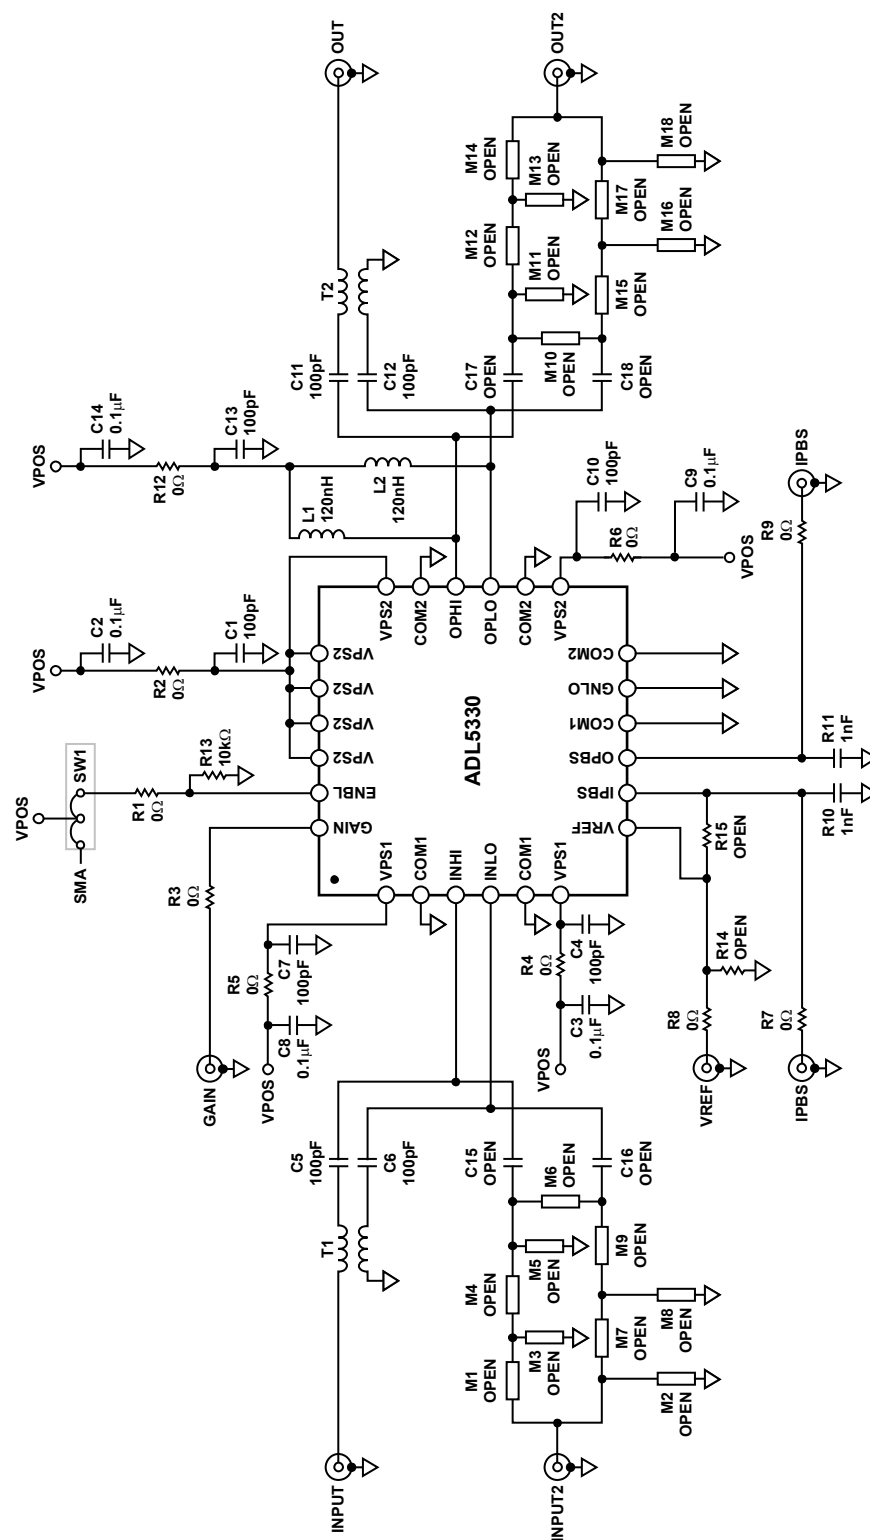 OUT
OUT2
M14
OPEN
M13
OPEN
M18
OPEN
M12
OPEN
M17
OPEN
M16
OPEN
M11
OPEN
M15
OPEN
T2
C11
100pF
C12
100pF
C17
OPEN
M10
OPEN
C18
OPEN
VPOS
C14
0.1µF
R12
0Ω
C13
100pF
L1
120nH
L2
120nH
C10
100pF
C9
0.1µF
R6
0Ω
VPOS
IPBS
R9
0Ω
VPOS
C2
0.1µF
R2
0Ω
C1
100pF
VPS2
COM2
OPHI
OPLO
COM2
VPS2
VPS2
VPS2
VPS2
VPS2
ENBL
GAIN
ADL5330
COM2
GNLO
COM1
OPBS
IPBS
VREF
VPS1
COM1
INHI
INLO
COM1
VPS1
VPOS
SW1
SMA
R1
0Ω
R13
10kΩ
R3
0Ω
R11
1nF
R10
1nF
R15
OPEN
R14
OPEN
R8
0Ω
R7
0Ω
VREF
IPBS
R5
0Ω
C7
100pF
C8
0.1µF
VPOS
GAIN
R4
0Ω
C4
100pF
C3
0.1µF
VPOS
C5
100pF
C6
100pF
T1
C15
OPEN
M6
OPEN
C16
OPEN
M4
OPEN
M5
OPEN
M9
OPEN
M1
OPEN
M3
OPEN
M7
OPEN
M8
OPEN
M2
OPEN
INPUT
INPUT2